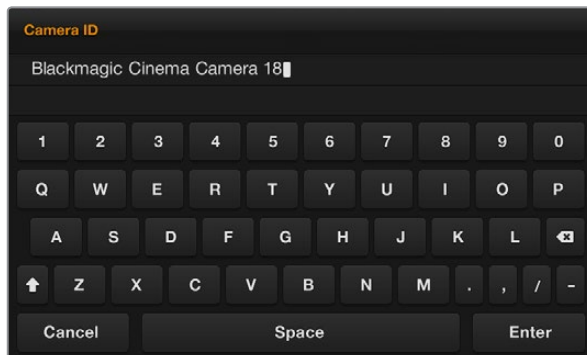 Camera ID
Blackmagic Cinema Camera 18
1 2 3 4 5 6 7 8 9 0
Q W E R T Y U I O P
A S D F G H J K L
Z X C V B N M . , / -
Cancel Space Enter